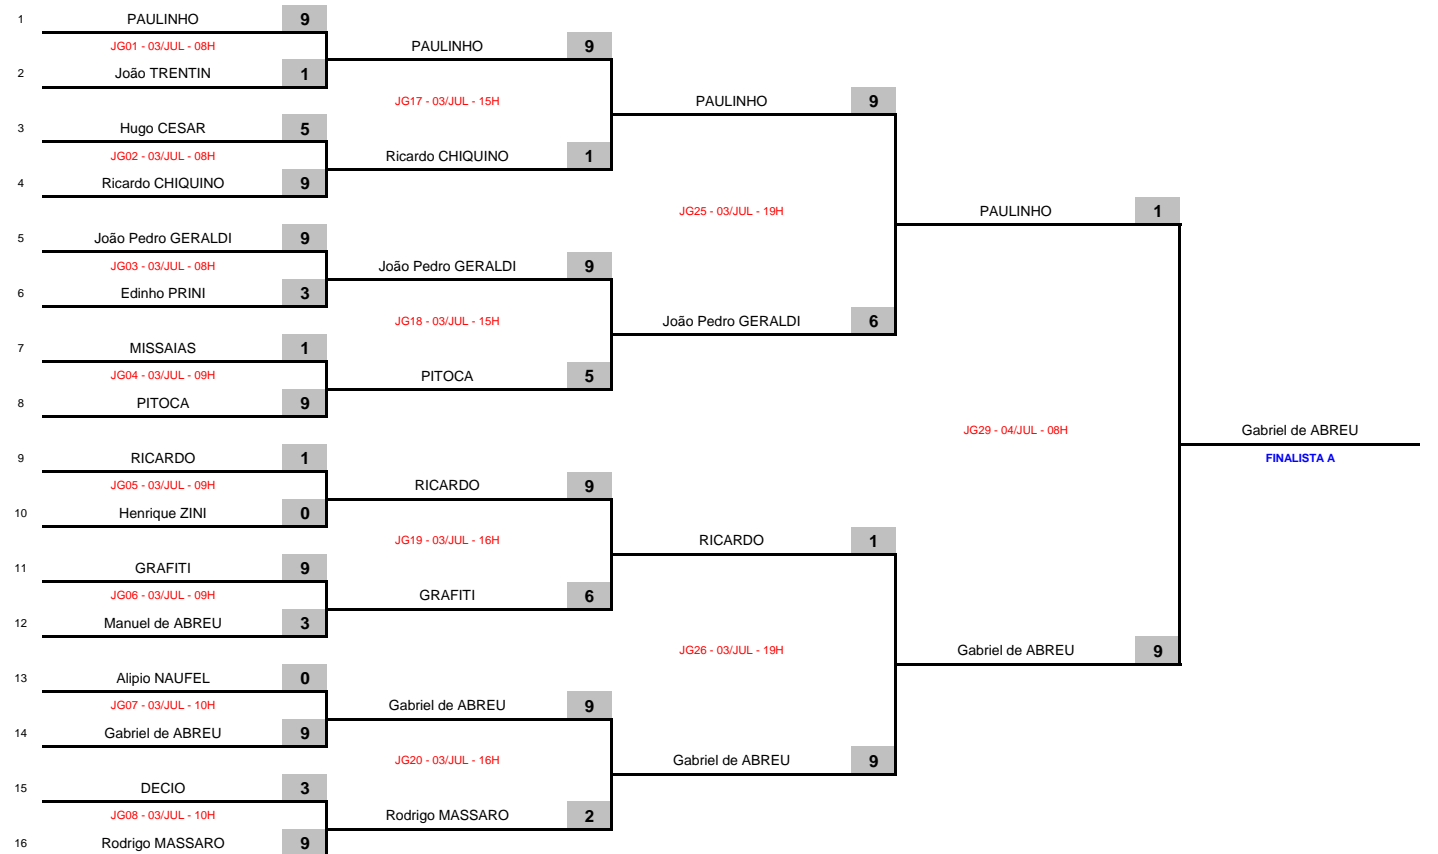 1 PAULINHO 9
JG01 - 03/JUL - 08H
PAULINHO 9
2 João TRENTIN 1
JG17 - 03/JUL - 15H
PAULINHO 9
3 Hugo CESAR 5
JG02 - 03/JUL - 08H
Ricardo CHIQUINO 1
4 Ricardo CHIQUINO 9
JG25 - 03/JUL - 19H
PAULINHO 1
5 João Pedro GERALDI 9
JG03 - 03/JUL - 08H
João Pedro GERALDI 9
6 Edinho PRINI 3
JG18 - 03/JUL - 15H
João Pedro GERALDI 6
7 MISSAIAS 1
JG04 - 03/JUL - 09H
PITOCA 5
8 PITOCA 9
JG29 - 04/JUL - 08H
Gabriel de ABREU
FINALISTA A
9 RICARDO 1
JG05 - 03/JUL - 09H
RICARDO 9
10 Henrique ZINI 0
JG19 - 03/JUL - 16H
RICARDO 1
11 GRAFITI 9
JG06 - 03/JUL - 09H
GRAFITI 6
12 Manuel de ABREU 3
JG26 - 03/JUL - 19H
Gabriel de ABREU 9
13 Alipio NAUFEL 0
JG07 - 03/JUL - 10H
Gabriel de ABREU 9
14 Gabriel de ABREU 9
JG20 - 03/JUL - 16H
Gabriel de ABREU 9
15 DECIO 3
JG08 - 03/JUL - 10H
Rodrigo MASSARO 2
16 Rodrigo MASSARO 9